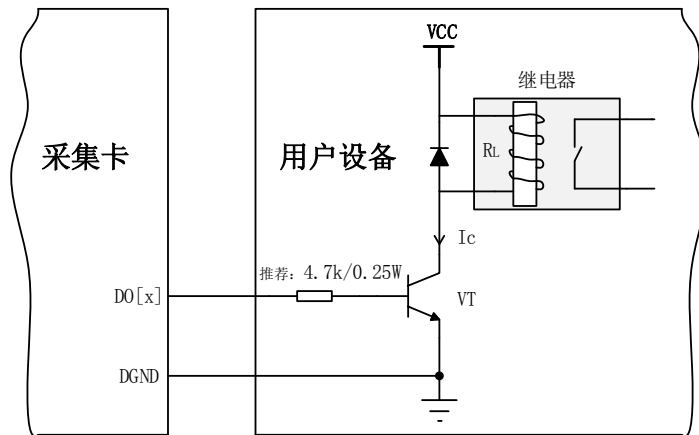 VCC
继电器
采集卡
用户设备
RL
Ic
推荐: 4.7k/0.25W
DO[x]
VT
DGND